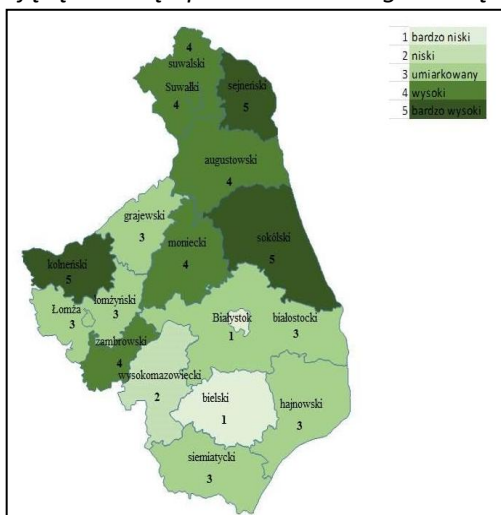 1 bardzo niski
2 niski
3 umiarkowany
4 wysoki
5 bardzo wysoki
4
suwalski
Suwałki
4
sejneński
5
augustowski
4
grajewski
3
moniecki
4
sokólski
5
kolneński
5
Łomża
3
łomżyński
3
zambrowski
4
wysokomazowiecki
2
Białystok
1
białostocki
3
bielski
1
hajnowski
3
siemiatycki
3